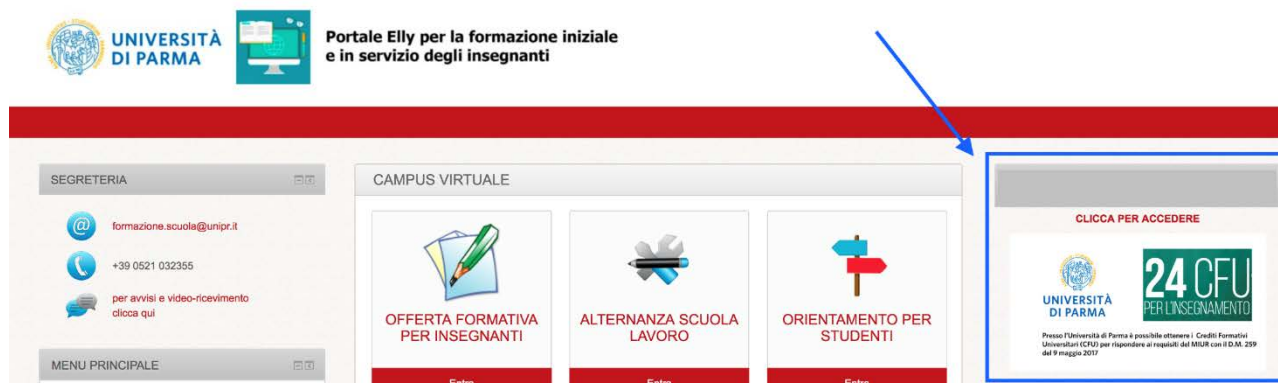 UNIVERSITÀ
DI PARMA
Portale Elly per la formazione iniziale
e in servizio degli insegnanti
SEGRETERIA
@
formazione.scuola@unipr.it
+39 0521 032355
per avvisi e video-ricevimento
clicca qui
MENU PRINCIPALE
CAMPUS VIRTUALE
OFFERTA FORMATIVA
PER INSEGNANTI
Entra
ALTERNANZA SCUOLA
LAVORO
Entra
ORIENTAMENTO PER
STUDENTI
Entra
CLICCA PER ACCEDERE
UNIVERSITÀ
DI PARMA
24 CFU
PER L'INSEGNAMENTO
Presso l'Università di Parma è possibile ottenere i Crediti Formativi
Universitari (CFU) per rispondere ai requisiti del MIUR con il D.M. 259
del 9 maggio 2017